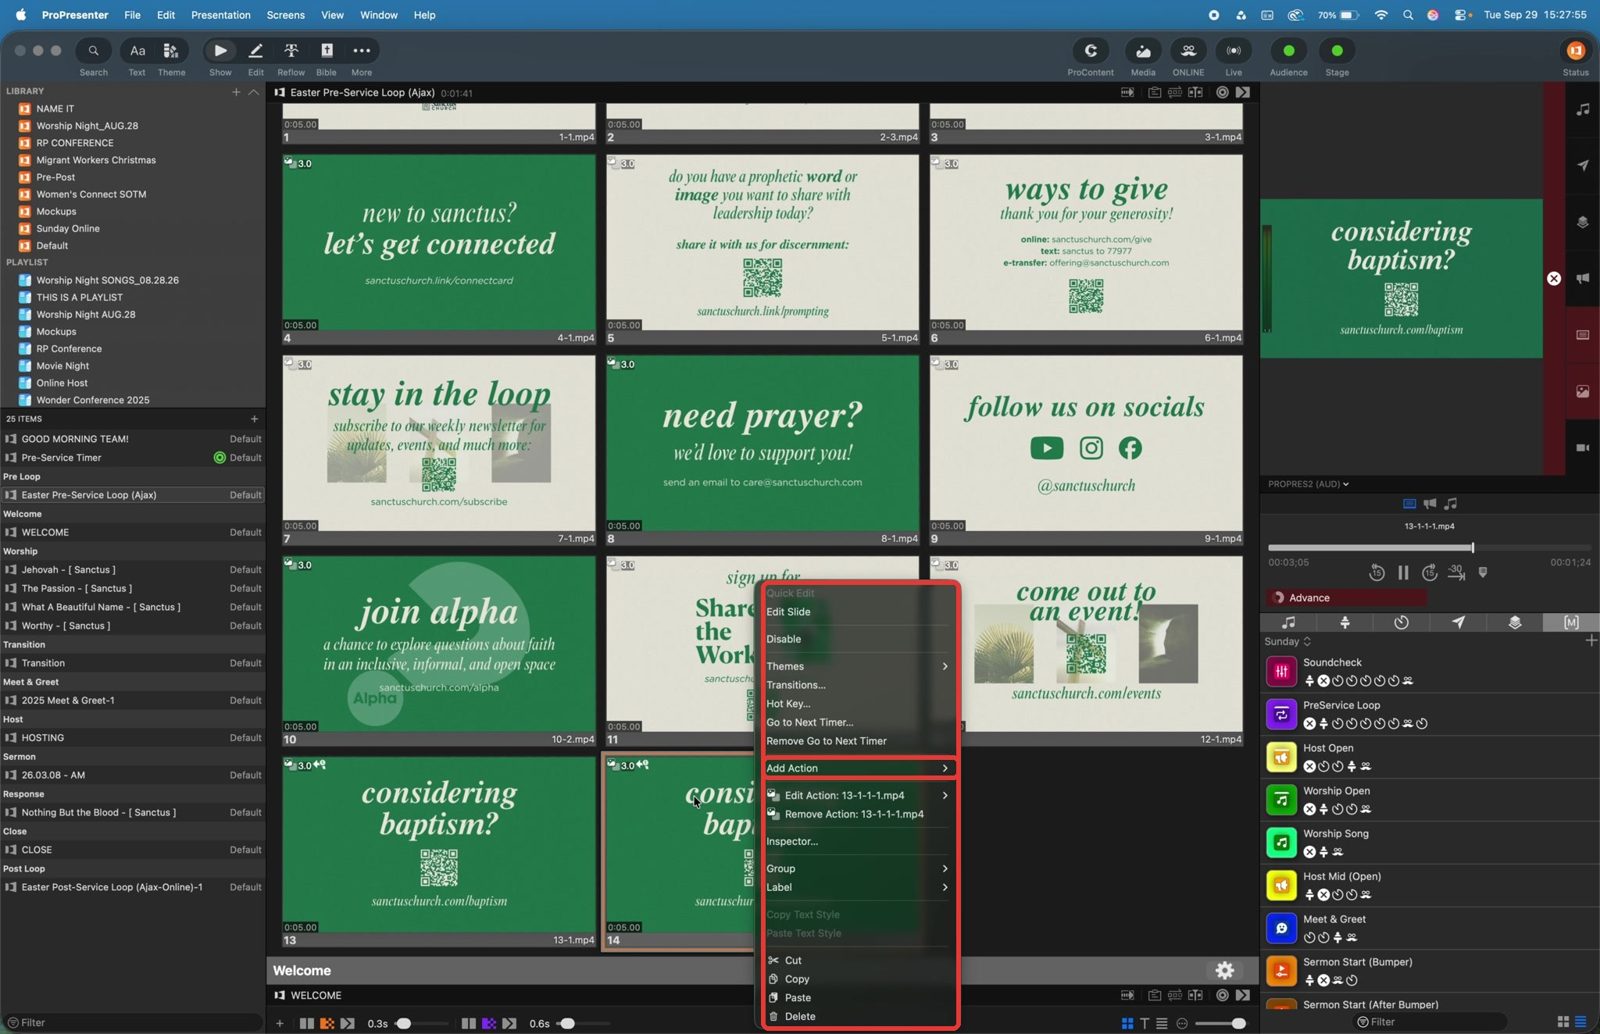 ProPresenter File Edit Presentation Screens View Window Help
70% Tue Sep 29 15:27:55
Search Text Theme Show Edit Reflow Bible More
ProContent Media ONLINE Live Audience Stage Status
Aa
LIBRARY
NAME IT
Worship Night_AUG.28
RP CONFERENCE
Migrant Workers Christmas
Pre-Post
Women's Connect SOTM
Mockups
Sunday Online
Default
PLAYLIST
Worship Night SONGS_08.28.26
THIS IS A PLAYLIST
Worship Night AUG.28
Mockups
RP Conference
Movie Night
Online Host
Wonder Conference 2025
25 ITEMS
GOOD MORNING TEAM! Default
Pre-Service Timer Default
Pre Loop
Easter Pre-Service Loop (Ajax) Default
Welcome
WELCOME Default
Worship
Jehovah - [ Sanctus ] Default
The Passion - [ Sanctus ] Default
What A Beautiful Name - [ Sanctus ] Default
Worthy - [ Sanctus ] Default
Transition
Transition Default
Meet & Greet
2025 Meet & Greet-1 Default
Host
HOSTING Default
Sermon
26.03.08 - AM Default
Response
Nothing But the Blood - [ Sanctus ] Default
Close
CLOSE Default
Post Loop
Easter Post-Service Loop (Ajax-Online)-1 Default
Filter
Easter Pre-Service Loop (Ajax) 0:01:41
CHURCH
0:05.00
1 1-1.mp4
0:05.00
2 2-3.mp4
0:05.00
3 3-1.mp4
3.0
new to sanctus?
let's get connected
sanctuschurch.link/connectcard
0:05.00
4 4-1.mp4
3.0
do you have a prophetic word or
image you want to share with
leadership today?
share it with us for discernment:
sanctuschurch.link/prompting
0:05.00
5 5-1.mp4
3.0
ways to give
thank you for your generosity!
online: sanctuschurch.com/give
text: sanctus to 77977
e-transfer: offering@sanctuschurch.com
0:05.00
6 6-1.mp4
3.0
stay in the loop
subscribe to our weekly newsletter for
updates, events, and much more:
sanctuschurch.com/subscribe
0:05.00
7 7-1.mp4
3.0
need prayer?
we'd love to support you!
send an email to care@sanctuschurch.com
0:05.00
8 8-1.mp4
3.0
follow us on socials
@sanctuschurch
0:05.00
9 9-1.mp4
3.0
join alpha
a chance to explore questions about faith
in an inclusive, informal, and open space
sanctuschurch.com/alpha
Alpha
0:05.00
10 10-2.mp4
3.0
sign up for
Share
the
Work
sanctusc
0:05.00
11
3.0
come out to
an event!
sanctuschurch.com/events
12-1.mp4
3.0
considering
baptism?
sanctuschurch.com/baptism
0:05.00
13 13-1.mp4
3.0
consi
bap
sanctuschur
0:05.00
14
Quick Edit
Edit Slide
Disable
Themes
Transitions...
Hot Key...
Go to Next Timer...
Remove Go to Next Timer
Add Action
Edit Action: 13-1-1-1.mp4
Remove Action: 13-1-1-1.mp4
Inspector...
Group
Label
Copy Text Style
Paste Text Style
Cut
Copy
Paste
Delete
Welcome
WELCOME
0.3s 0.6s
considering
baptism?
sanctuschurch.com/baptism
PROPRES2 (AUD)
13-1-1-1.mp4
00:03;05 00:01;24
15 15 -30
Advance
[M]
Sunday
Soundcheck
PreService Loop
Host Open
Worship Open
Worship Song
Host Mid (Open)
Meet & Greet
Sermon Start (Bumper)
Sermon Start (After Bumper)
Filter